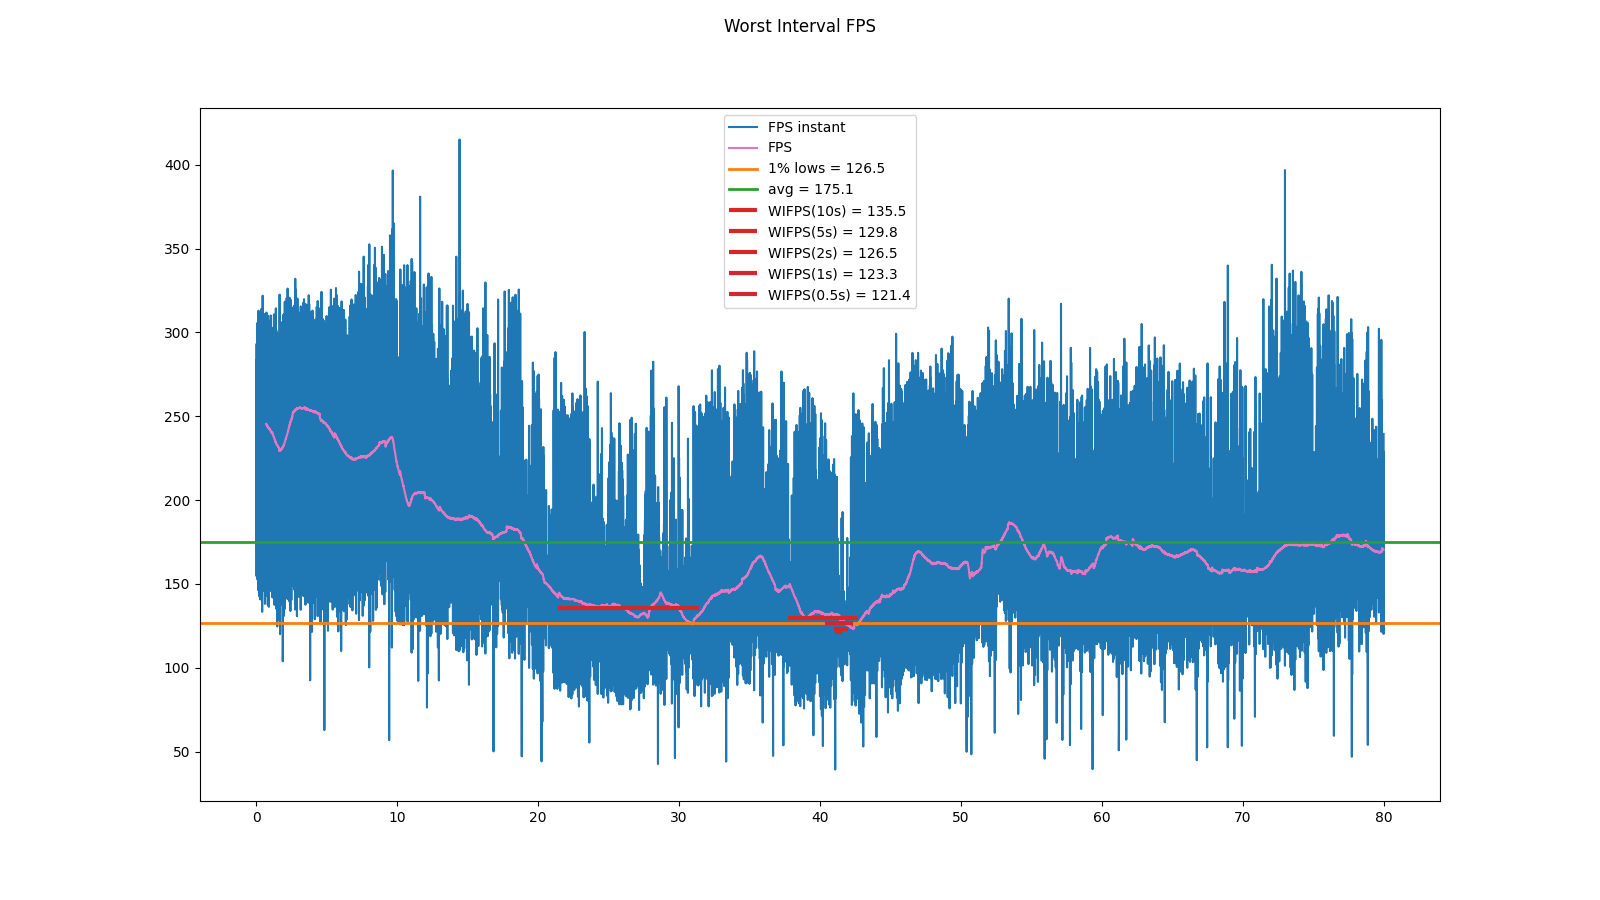 Worst Interval FPS
FPS instant
FPS
1% lows = 126.5
avg = 175.1
WIFPS(10s) = 135.5
WIFPS(5s) = 129.8
WIFPS(2s) = 126.5
WIFPS(1s) = 123.3
WIFPS(0.5s) = 121.4
400
350
300
250
200
150
100
50
0 10 20 30 40 50 60 70 80